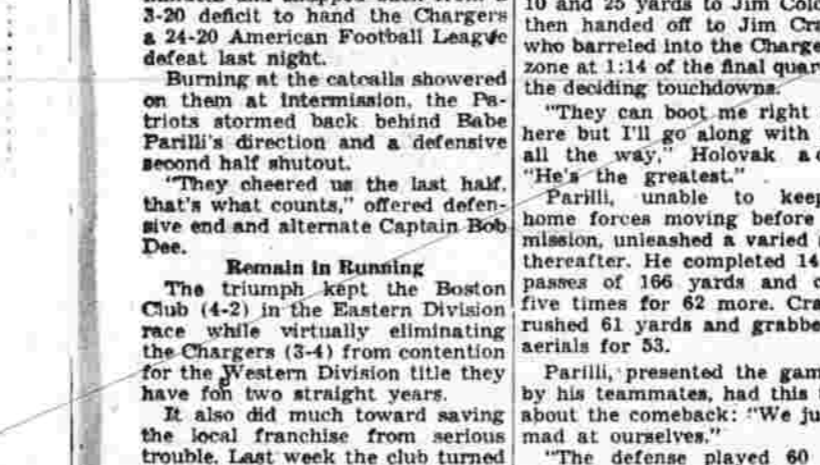 3-20 deficit to hand the Chargers
a 24-20 American Football League
defeat last night.
Burning at the catcalls showered
on them at intermission, the Pa-
triots stormed back behind Babe
Parilli's direction and a defensive
second half shutout.
"They cheered us the last half,
that's what counts," offered defen-
sive end and alternate Captain Bob
Dee.
Remain in Running
The triumph kept the Boston
Club (4-2) in the Eastern Division
race while virtually eliminating
the Chargers (3-4) from contention
for the Western Division title they
have for two straight years.
It also did much toward saving
the local franchise from serious
trouble. Last week the club turned
10 and 25 yards to Jim
then handed off to Jim
who barreled into the
zone at 1:14 of the final
the deciding touchdowns.
"They can boot me right
here but I'll go along with
all the way," Holovak
"He's the greatest."
Parilli, unable to
home forces moving before
mission, unleashed a varied
thereafter. He completed 14
passes of 166 yards and
five times for 62 more.
rushed 61 yards and
aerials for 53.
Parilli, presented the
by his teammates, had this
about the comeback: "We
mad at ourselves."
"The defense played 60